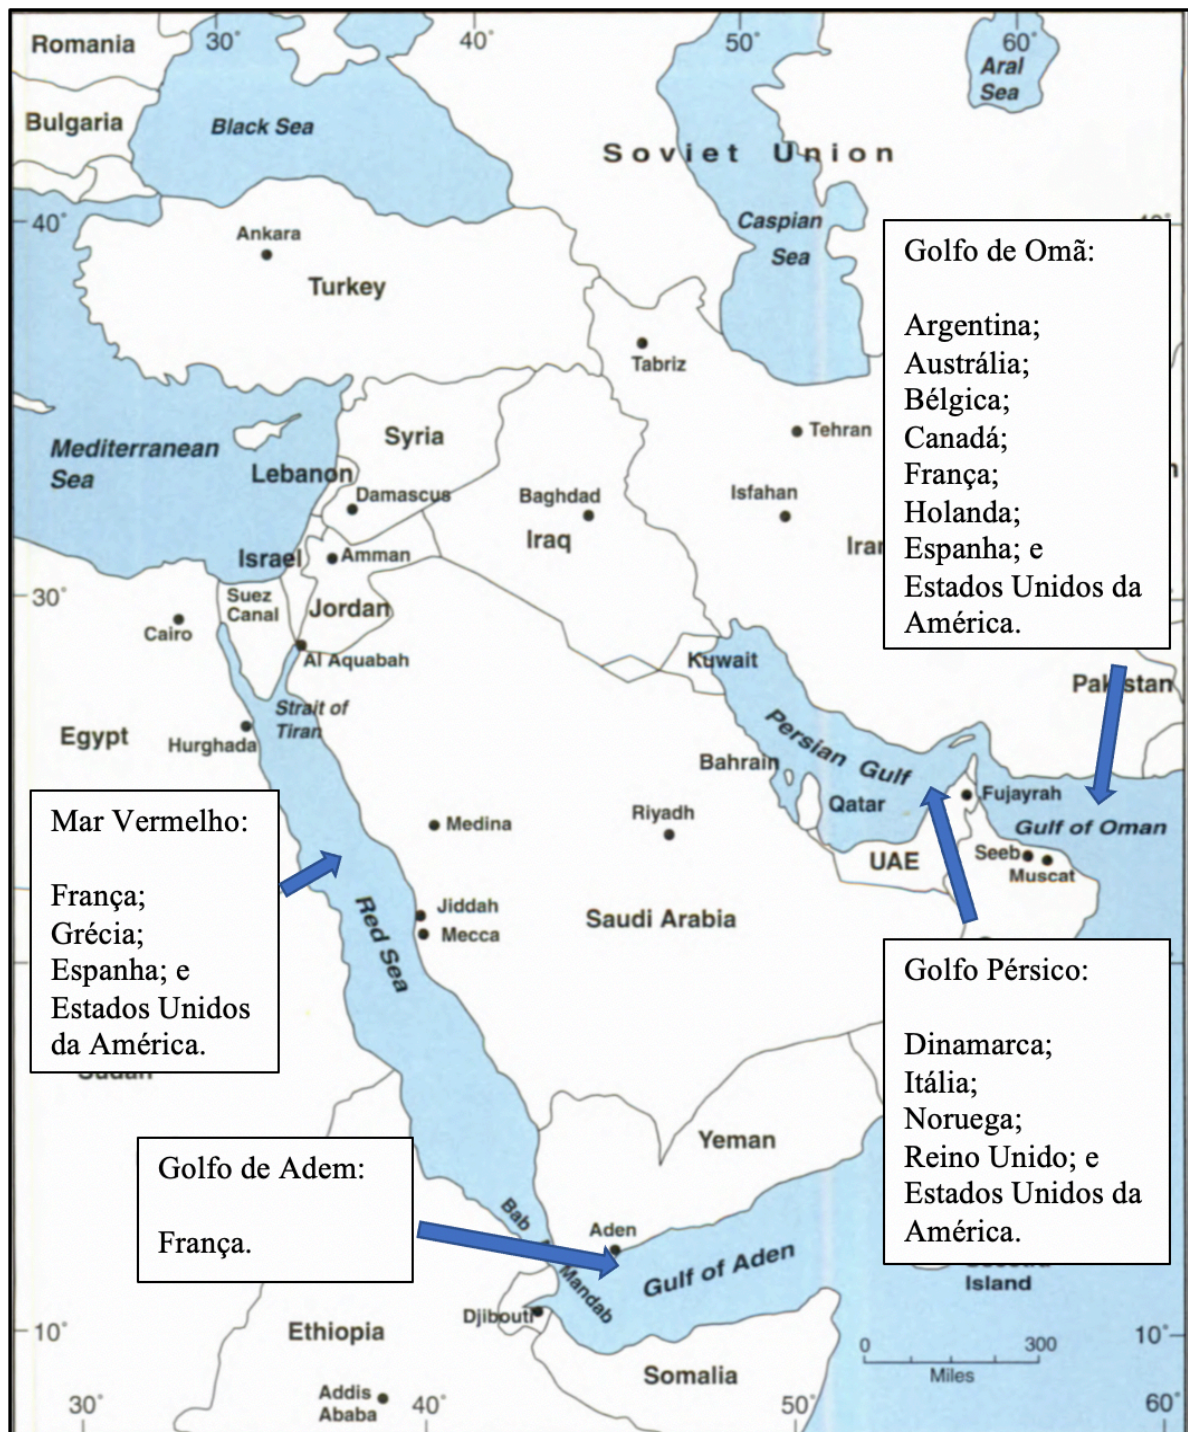 Romania
30°
40°
50°
60°
Aral
Sea
Bulgaria
Black Sea
Soviet Union
40°
Caspian
Sea
Ankara
Turkey
Tabriz
Tehran
Golfo de Omã:
Argentina;
Austrália;
Bélgica;
Canadá;
França;
Holanda;
Espanha; e
Estados Unidos da
América.
Mediterranean
Sea
Syria
Lebanon
Damascus
Baghdad
Iraq
Isfahan
Israel
Amman
30°
Suez
Canal
Jordan
Cairo
Al Aquabah
Kuwait
Strait of
Tiran
Egypt
Hurghada
Pakistan
Persian Gulf
Bahrain
Qatar
Fujayrah
Gulf of Oman
Mar Vermelho:
França;
Grécia;
Espanha; e
Estados Unidos
da América.
Medina
Riyadh
UAE
Seeb
Muscat
Jiddah
Mecca
Red Sea
Saudi Arabia
Golfo Pérsico:
Dinamarca;
Itália;
Noruega;
Reino Unido; e
Estados Unidos da
América.
Sudan
Yeman
Golfo de Adem:
França.
Bab
Mandab
Aden
Gulf of Aden
Island
Djibouti
Ethiopia
Somalia
10°
10°
0 300
Miles
Addis
Ababa
30°
40°
50°
60°